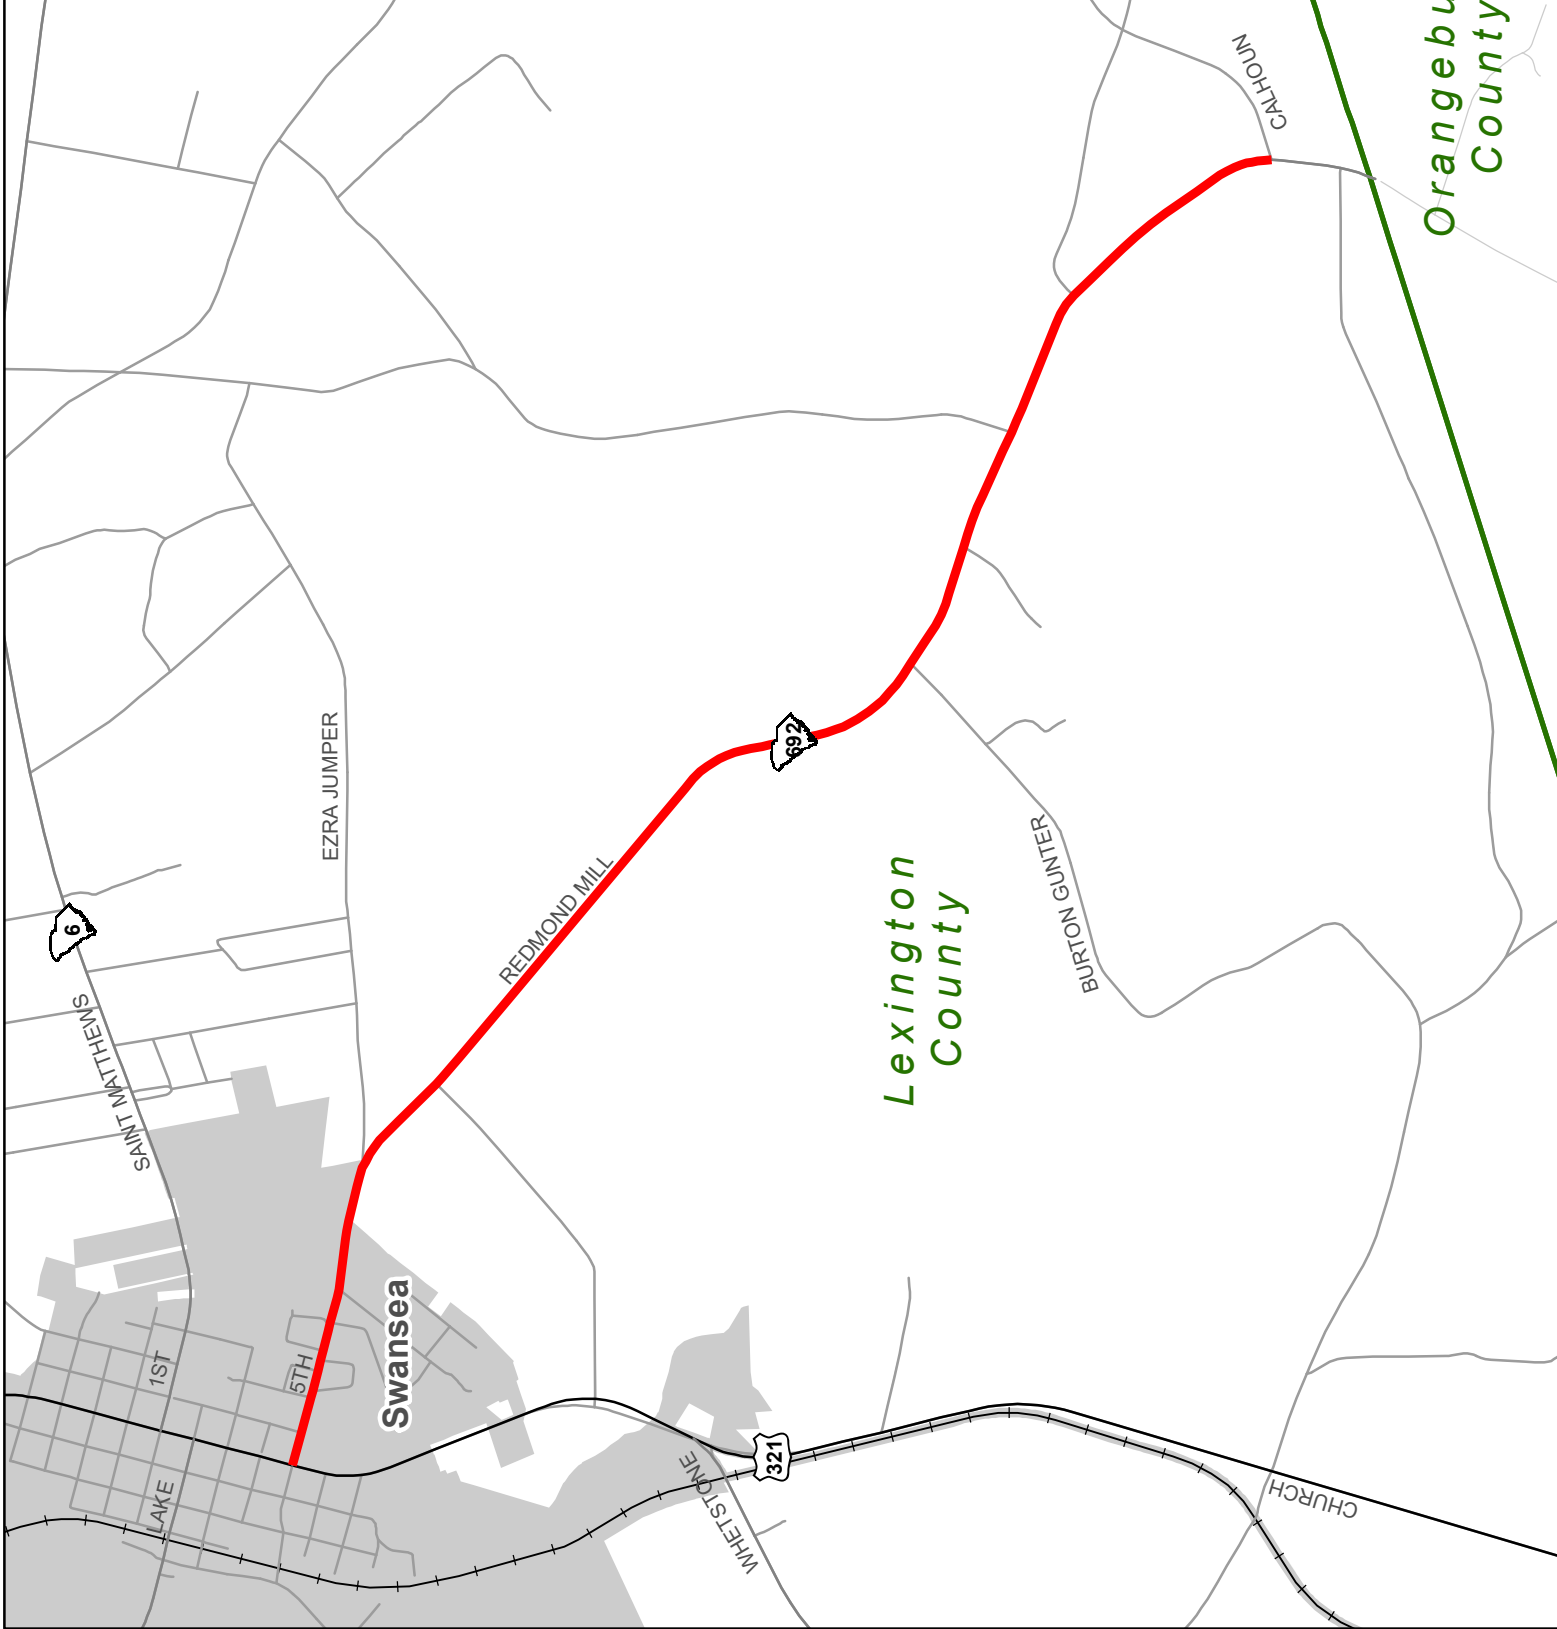 CALHOUN
Orangebu
County
EZRA JUMPER
692
6
REDMOND MILL
SAINT MATTHEWS
BURTON GUNTER
Lexington
County
Swansea
1ST
5TH
LAKE
321
WHETSTONE
CHURCH